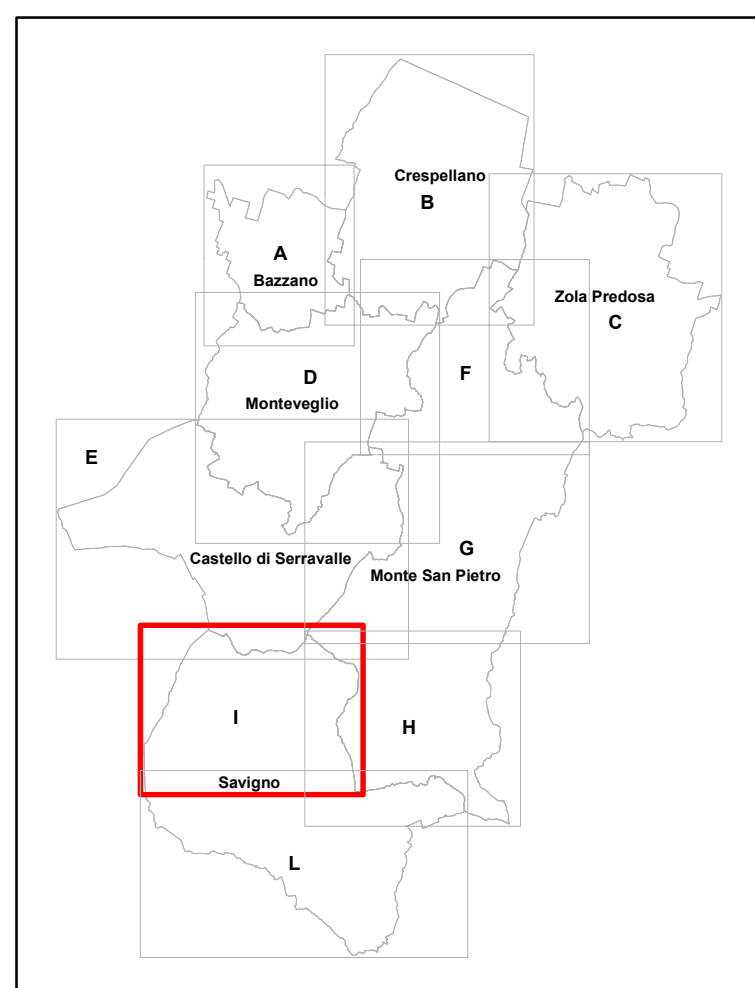 Crespellano
B
A
Bazzano
Zola Predosa
C
D
Monteveglio
F
E
Castello di Serravalle
G
Monte San Pietro
I
H
Savigno
L